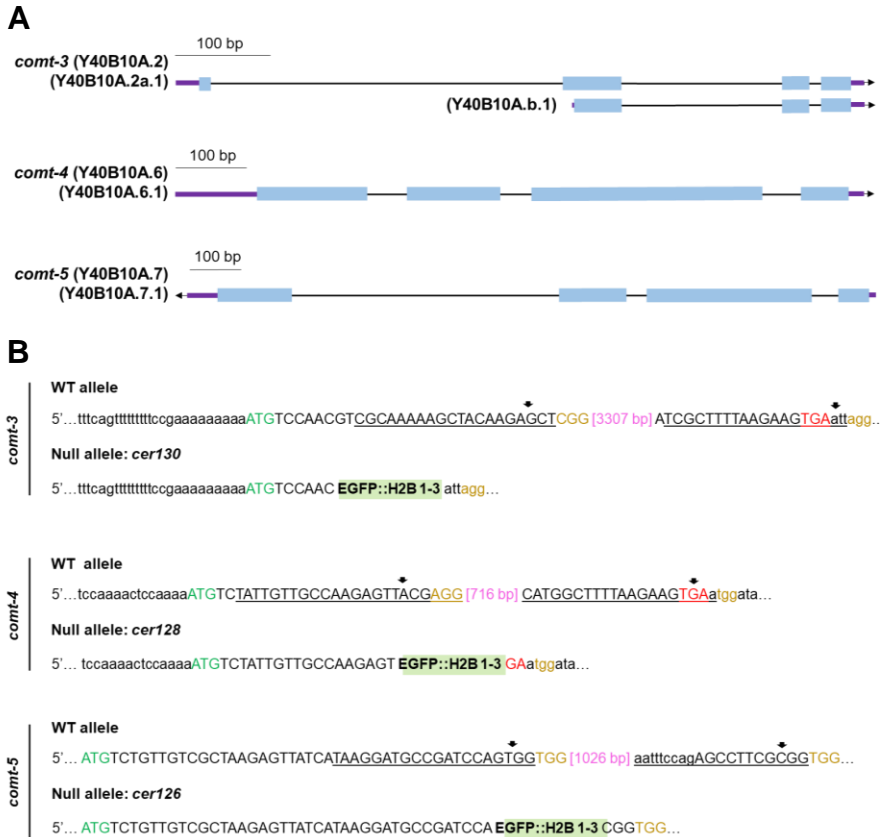 A
100 bp
comt-3 (Y40B10A.2)
(Y40B10A.2a.1)
(Y40B10A.b.1)
100 bp
comt-4 (Y40B10A.6)
(Y40B10A.6.1)
100 bp
comt-5 (Y40B10A.7)
(Y40B10A.7.1)
B
comt-3
WT allele
5’…tttcagttttttttttccgaaaaaaaaaATGTCCAACGTCGCAAAAAGCTACAAGAGCTCGG [3307 bp] ATCGCTTTTAAGAAGTGAattagg…
Null allele: cer130
5’…tttcagttttttttttccgaaaaaaaaaATGTCCAAC EGFP::H2B 1-3 attagg…
comt-4
WT allele
5’…tccaaaactccaaaaATGTCTATTGTTGCCAAGAGTTACGAGG [716 bp] CATGGCTTTTAAGAAGTGAatggata…
Null allele: cer128
5’… tccaaaactccaaaaATGTCTATTGTTGCCAAGAGT EGFP::H2B 1-3 GAatggata…
comt-5
WT allele
5’… ATGTCTGTTGTCGCTAAGAGTTATCATAAGGATGCCGATCCAGTGGTGG [1026 bp] aatttccagAGCCTTCGCGGTGG…
Null allele: cer126
5’… ATGTCTGTTGTCGCTAAGAGTTATCATAAGGATGCCGATCCA EGFP::H2B 1-3 CGGTGG…